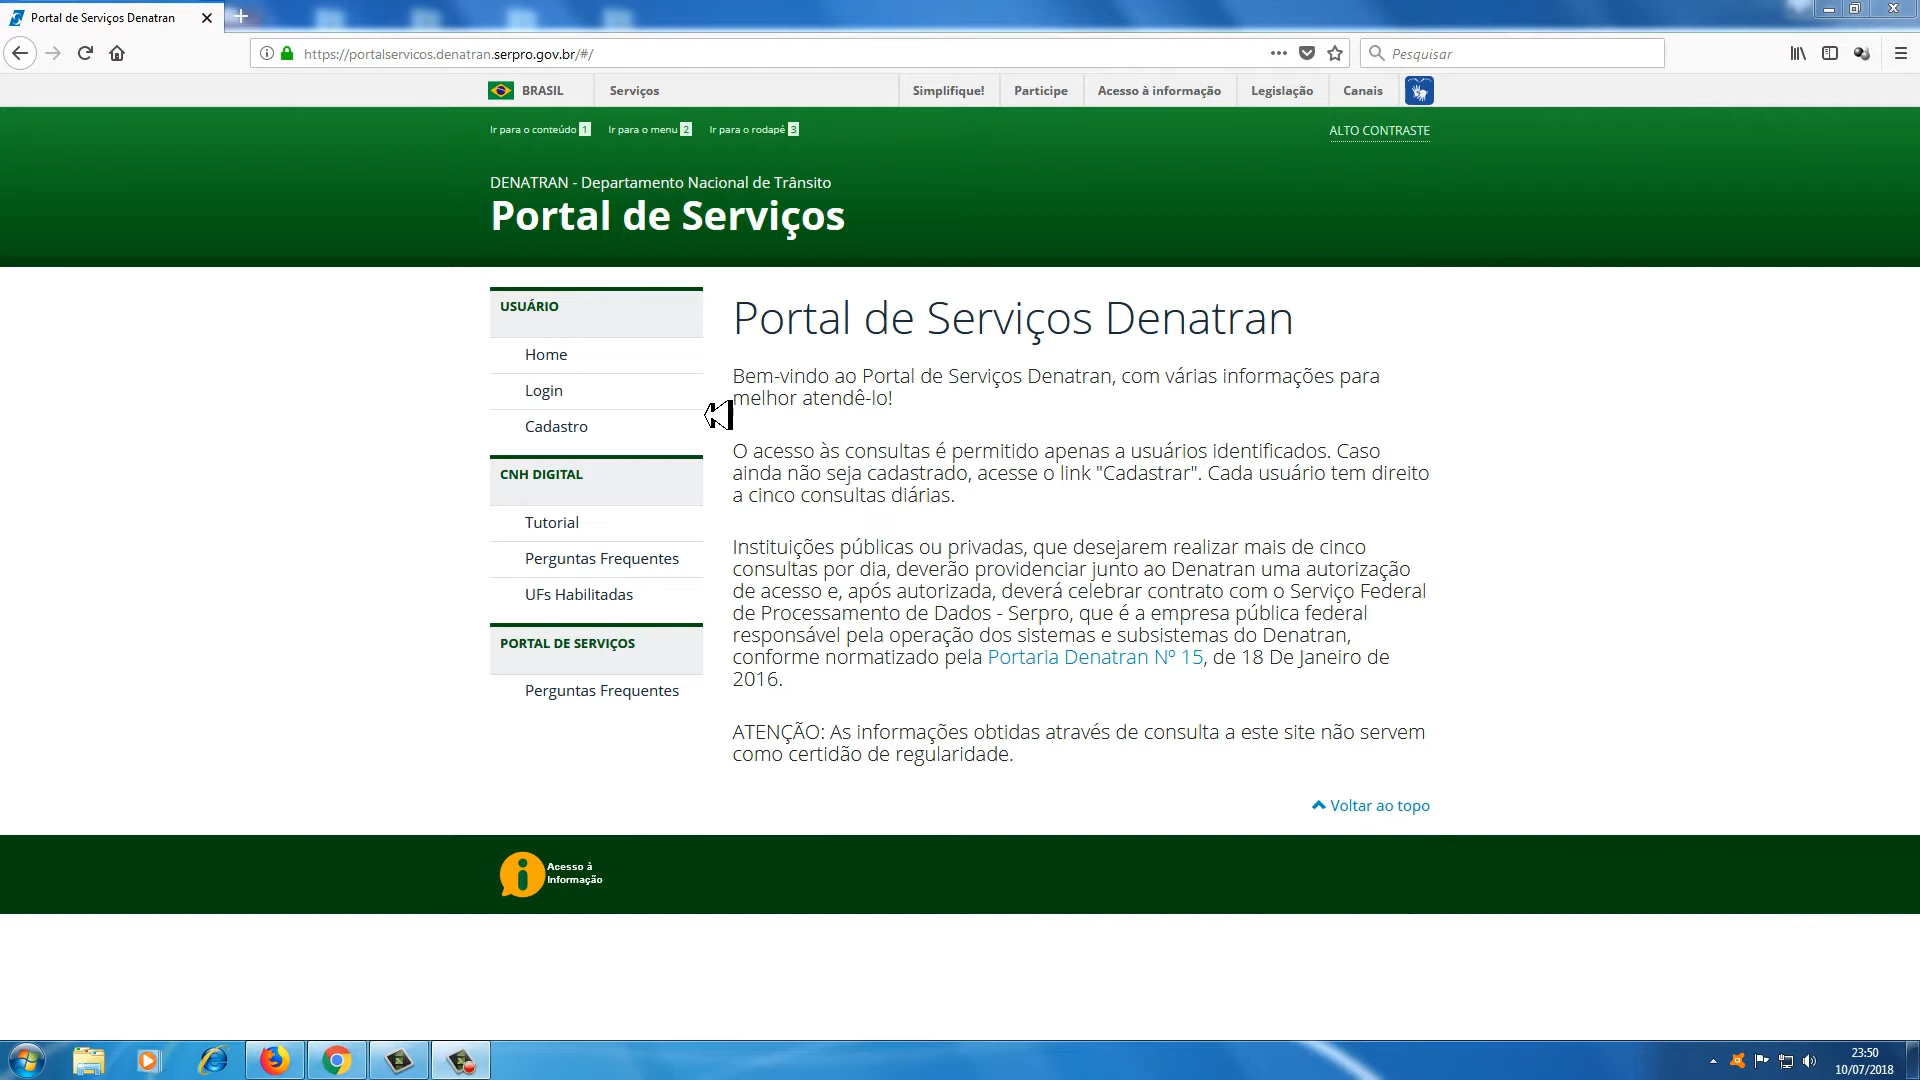 Portal de Serviços Denatran
https://portalservicos.denatran.serpro.gov.br/#/
Pesquisar
BRASIL
Serviços
Simplifique!
Participe
Acesso à informação
Legislação
Canais
Ir para o conteúdo 1
Ir para o menu 2
Ir para o rodapé 3
ALTO CONTRASTE
DENATRAN - Departamento Nacional de Trânsito
Portal de Serviços
USUÁRIO
Home
Login
Cadastro
CNH DIGITAL
Tutorial
Perguntas Frequentes
UFs Habilitadas
PORTAL DE SERVIÇOS
Perguntas Frequentes
Portal de Serviços Denatran
Bem-vindo ao Portal de Serviços Denatran, com várias informações para
melhor atendê-lo!
O acesso às consultas é permitido apenas a usuários identificados. Caso
ainda não seja cadastrado, acesse o link "Cadastrar". Cada usuário tem direito
a cinco consultas diárias.
Instituições públicas ou privadas, que desejarem realizar mais de cinco
consultas por dia, deverão providenciar junto ao Denatran uma autorização
de acesso e, após autorizada, deverá celebrar contrato com o Serviço Federal
de Processamento de Dados - Serpro, que é a empresa pública federal
responsável pela operação dos sistemas e subsistemas do Denatran,
conforme normatizado pela Portaria Denatran Nº 15, de 18 De Janeiro de
2016.
ATENÇÃO: As informações obtidas através de consulta a este site não servem
como certidão de regularidade.
Voltar ao topo
Acesso à
Informação
23:50
10/07/2018